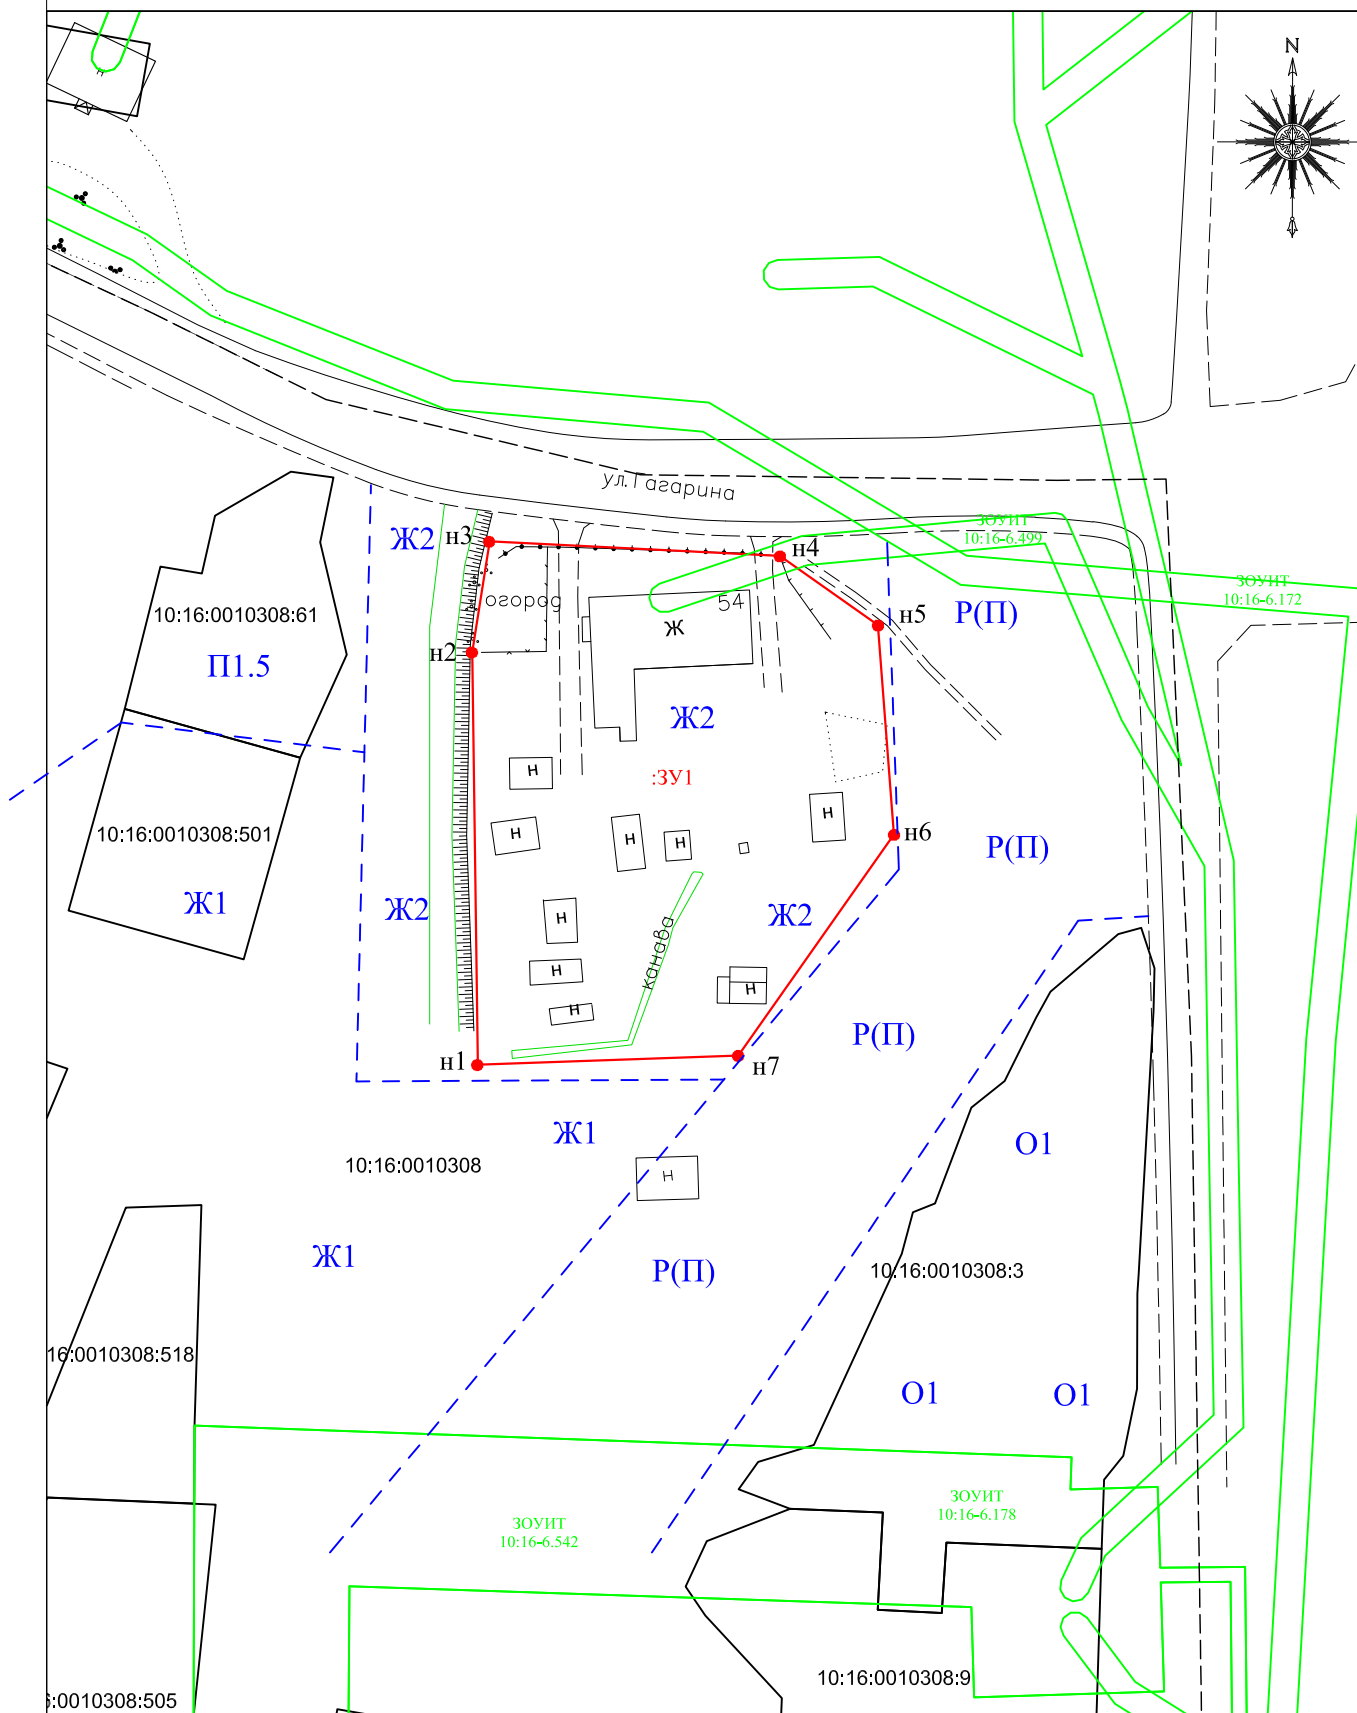 N
н
ул.Гагарина
ЗОУИТ
10:16-6.499
ЗОУИТ
10:16-6.172
Ж2
н3
н4
н5
Р(П)
10:16:0010308:61
П1.5
огород
54
ж
н2
Ж2
:ЗУ1
н
н
н
н
н
н6
Р(П)
10:16:0010308:501
Ж1
Ж2
Ж2
н
канава
н
н
н
н1
н7
Р(П)
Ж1
О1
10:16:0010308
н
Ж1
Р(П)
10:16:0010308:3
16:0010308:518
О1
О1
ЗОУИТ
10:16-6.178
ЗОУИТ
10:16-6.542
10:16:0010308:9
:0010308:505